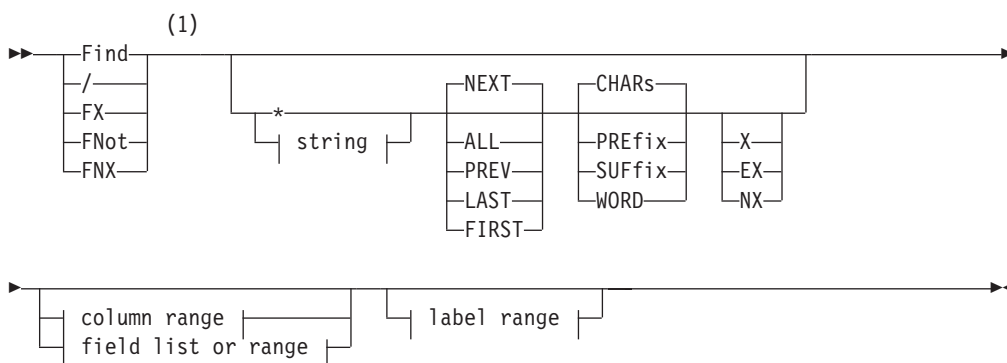 (1)
Find
/
FX
FNot
FNX
*
string
NEXT
ALL
PREV
LAST
FIRST
CHARs
PREfix
SUFfix
WORD
X
EX
NX
column range
field list or range
label range